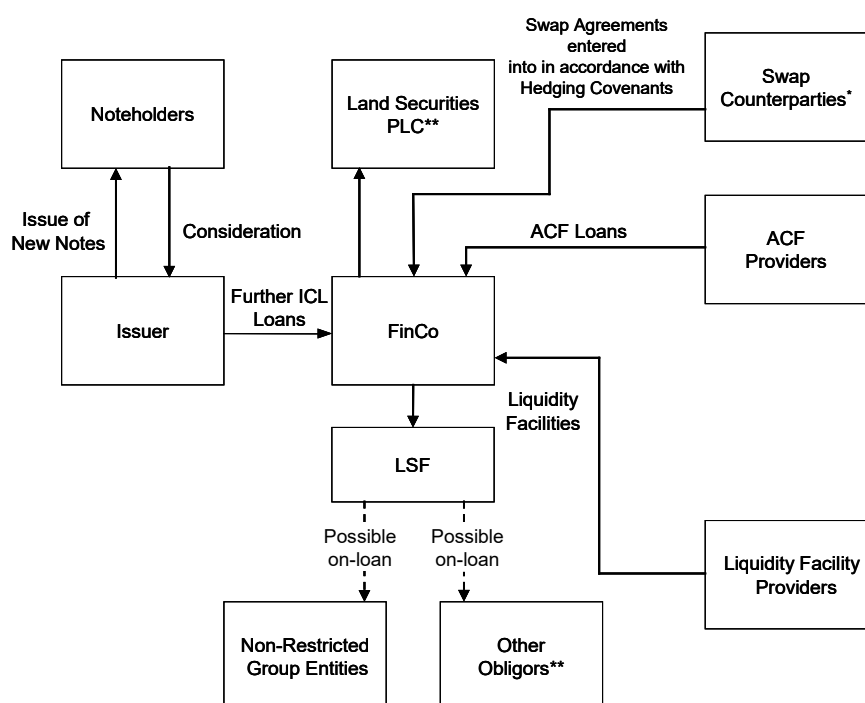 Swap Agreements
entered
into in accordance with
Hedging Covenants
Swap
Counterparties*
Noteholders
Land Securities
PLC**
Issue of
New Notes
Consideration
ACF Loans
ACF
Providers
Issuer
Further ICL
Loans
FinCo
Liquidity
Facilities
LSF
Possible
on-loan
Possible
on-loan
Liquidity Facility
Providers
Non-Restricted
Group Entities
Other
Obligors**